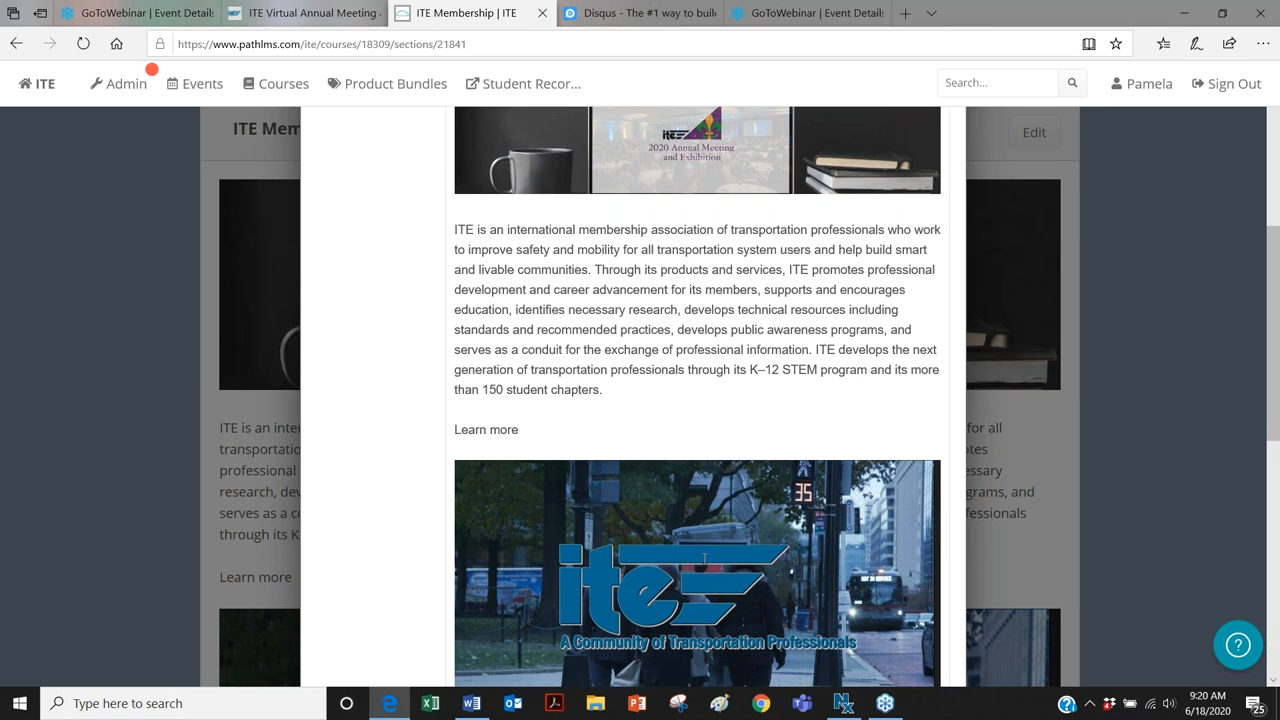 ITE Virtual Annual Meeting
ITE Membership | ITE
GoToWebinar | Event Detail:
Disqus - The #1 way to buil
GoToWebinar | Event Detail:
https://www.pathlms.com/ite/courses/18309/sections/21841
ITE
Admin
Events
Courses
Product Bundles
Student Recor...
Search...
Pamela
Sign Out
ITE Mem
Edit
ite
2020 Annual Meeting
and Exhibition
ITE is an international membership association of transportation professionals who work
to improve safety and mobility for all transportation system users and help build smart
and livable communities. Through its products and services, ITE promotes professional
development and career advancement for its members, supports and encourages
education, identifies necessary research, develops technical resources including
standards and recommended practices, develops public awareness programs, and
serves as a conduit for the exchange of professional information. ITE develops the next
generation of transportation professionals through its K–12 STEM program and its more
than 150 student chapters.
Learn more
ITE is an inte
transportatio
professional
research, dev
serves as a co
through its K
Learn more
for all
otes
essary
grams, and
fessionals
35
NOT IN SERVICE
ite
A Community of Transportation Professionals
Type here to search
9:20 AM
6/18/2020
25